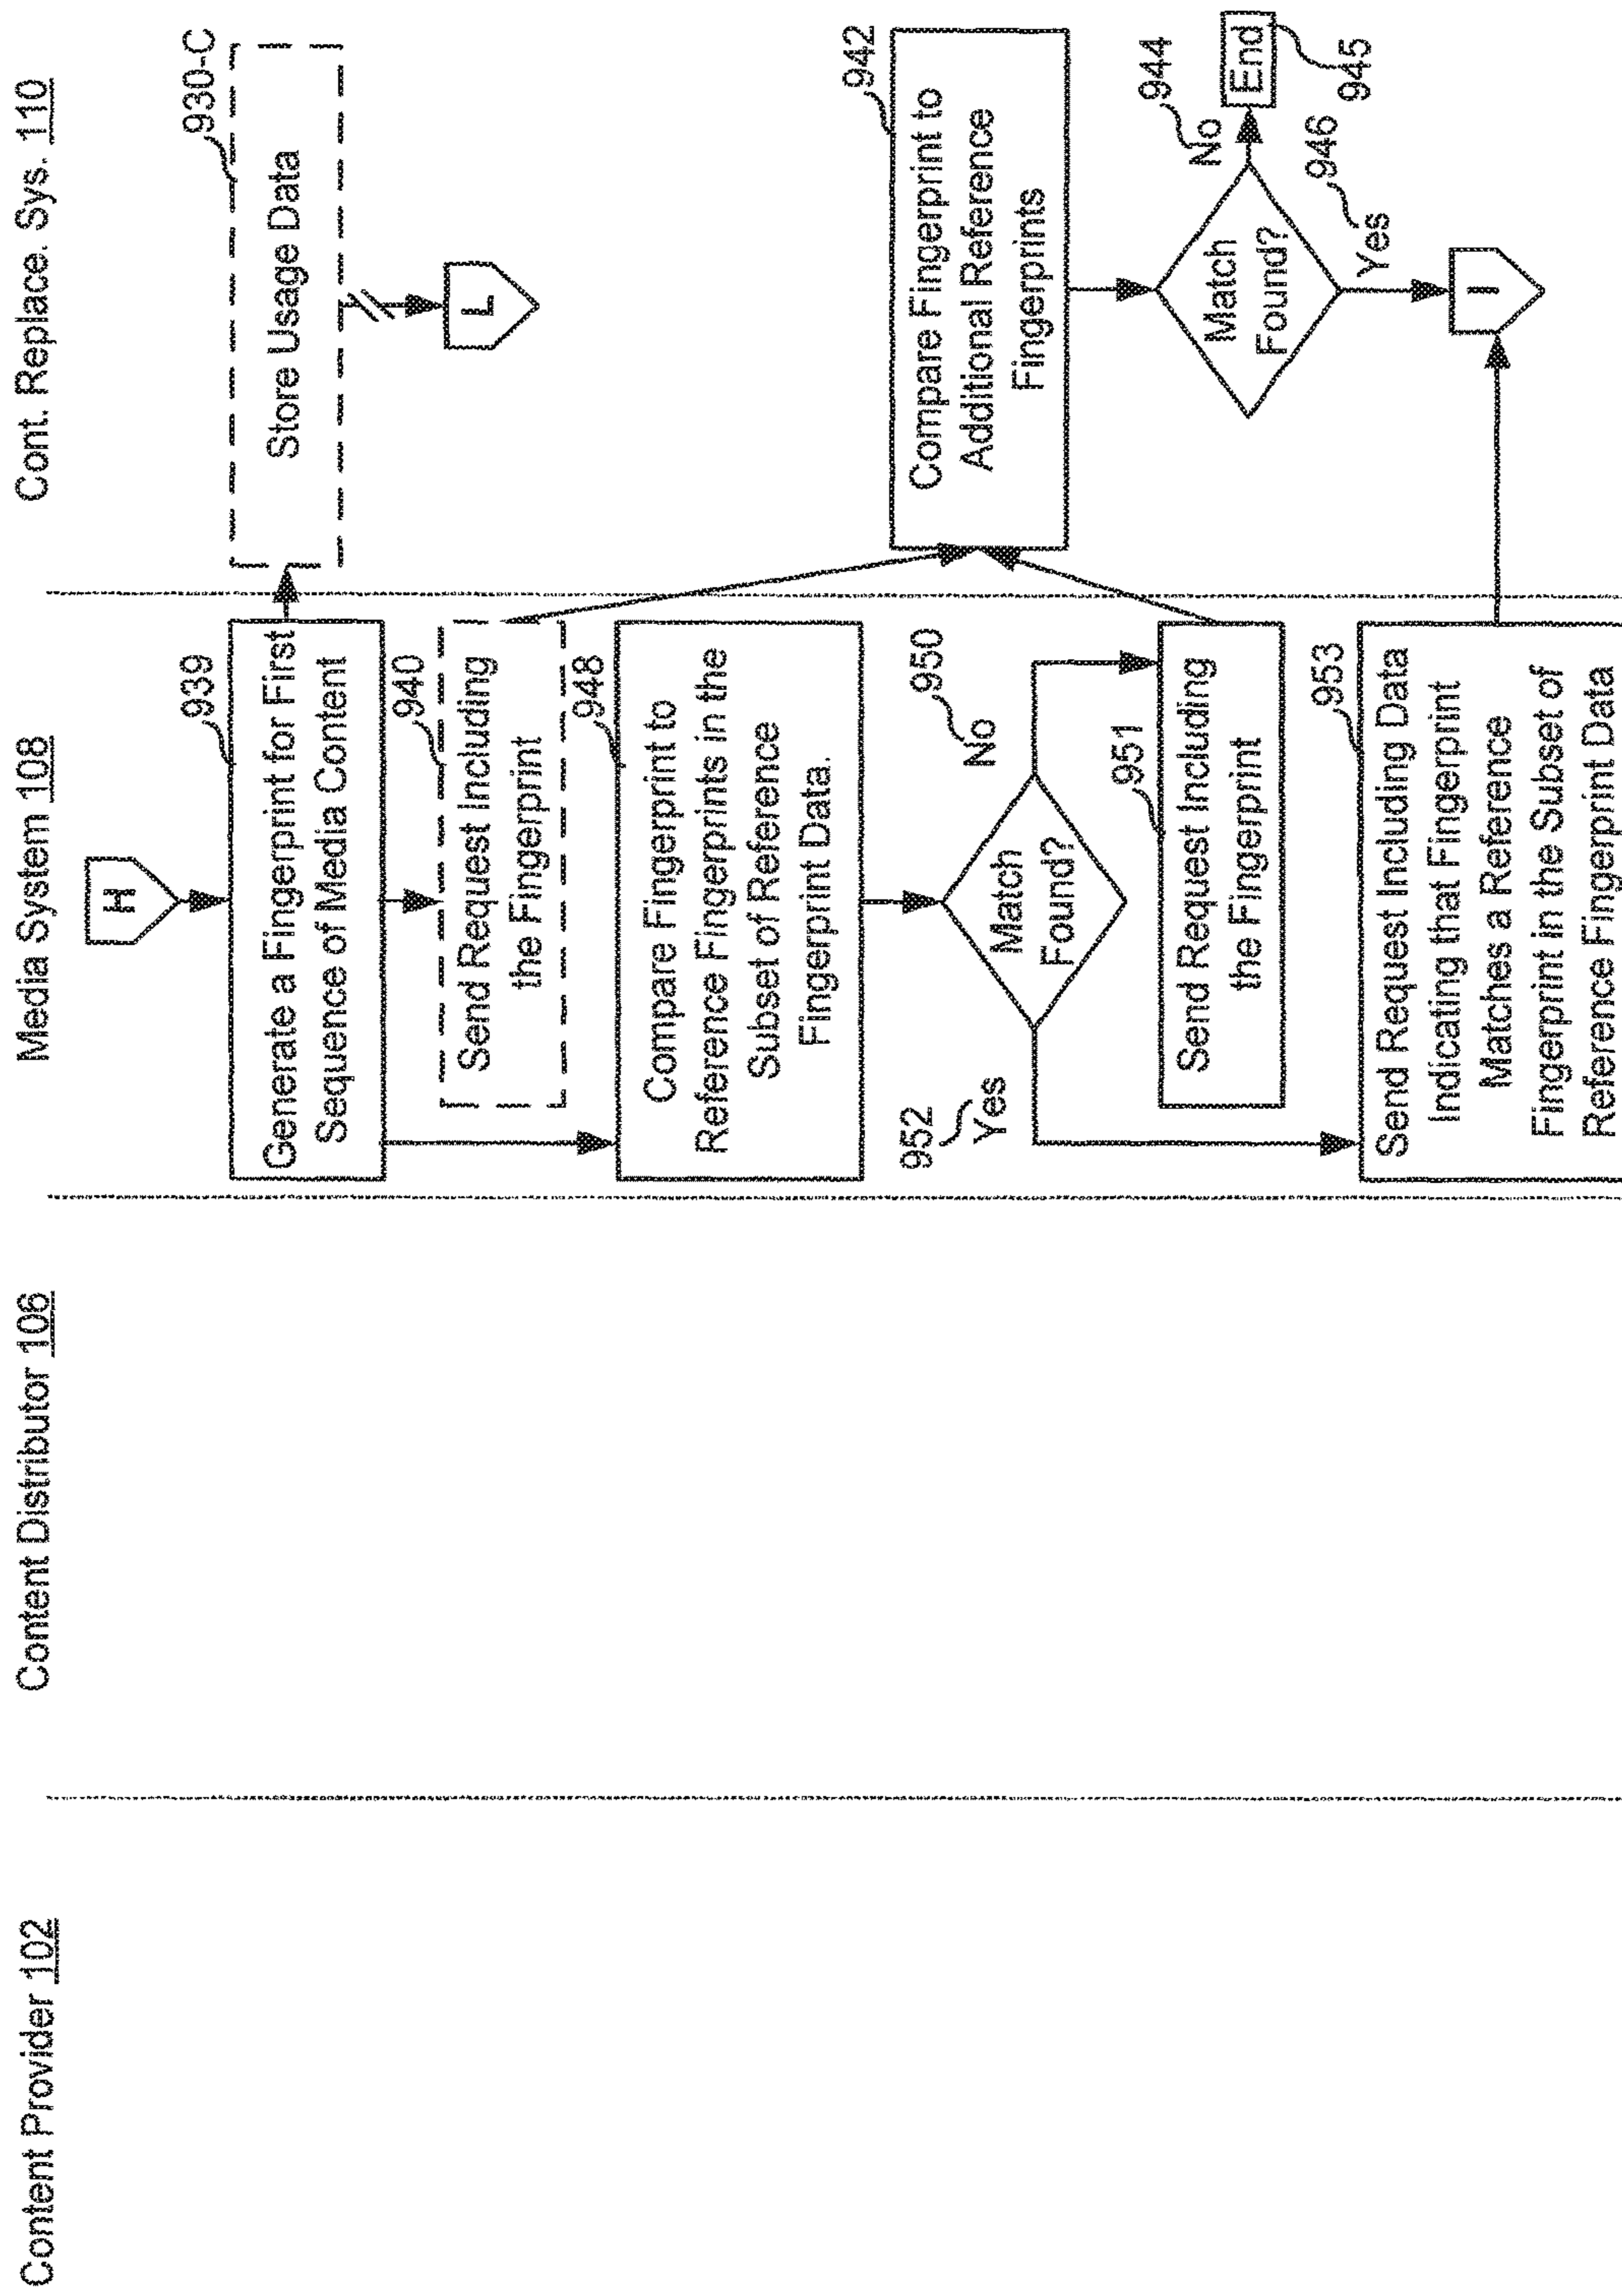 Content Provider 102
Content Distributor 106
Media System 108
Cont. Replace. Sys. 110
H
939
Generate a Fingerprint for First
Sequence of Media Content
930-C
Store Usage Data
L
940
Send Request Including
the Fingerprint
948
Compare Fingerprint to
Reference Fingerprints in the
Subset of Reference
Fingerprint Data.
942
Compare Fingerprint to
Additional Reference
Fingerprints
952
Yes
Match
Found?
950
No
951
Send Request Including
the Fingerprint
Match
Found?
944
No
End
945
946
Yes
I
953
Send Request Including Data
Indicating that Fingerprint
Matches a Reference
Fingerprint in the Subset of
Reference Fingerprint Data